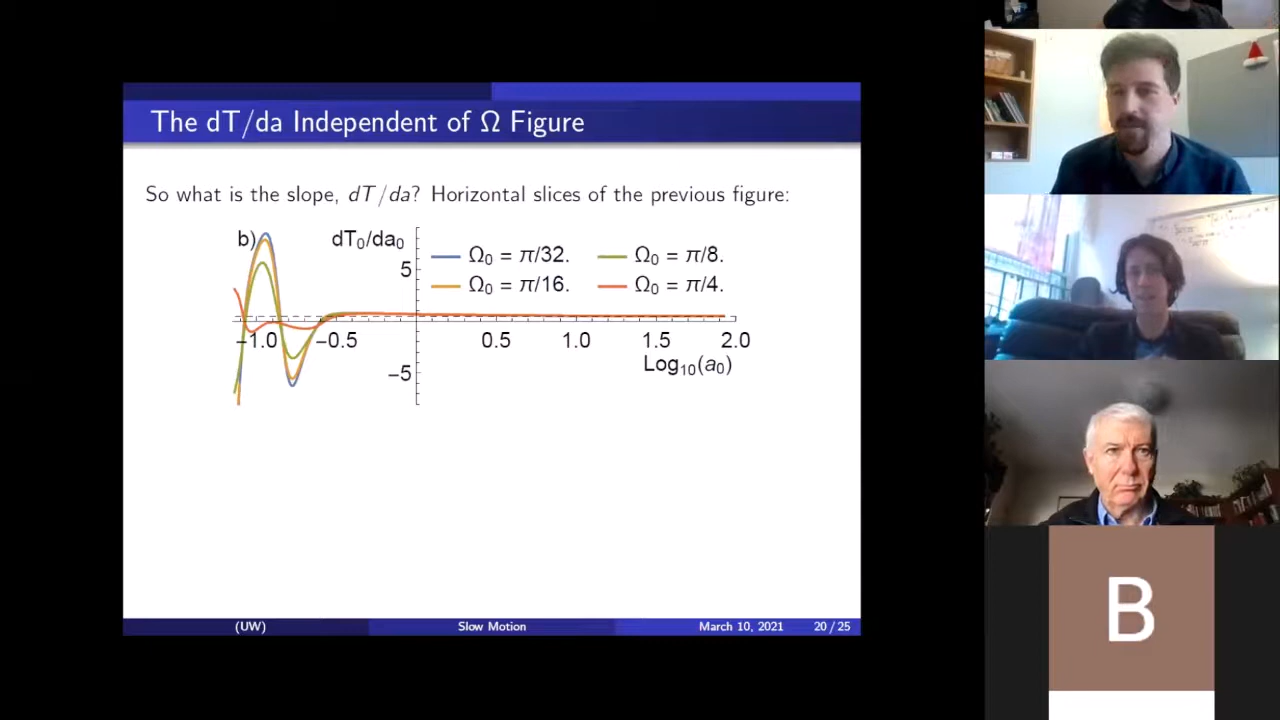 The dT/da Independent of Ω Figure
So what is the slope, dT/da? Horizontal slices of the previous figure:
b)
dT₀/da₀
5
−5
Ω₀ = π/32.
Ω₀ = π/8.
Ω₀ = π/16.
Ω₀ = π/4.
−1.0 −0.5 0.5 1.0 1.5 2.0
Log₁₀(a₀)
(UW) Slow Motion March 10, 2021 20 / 25
B